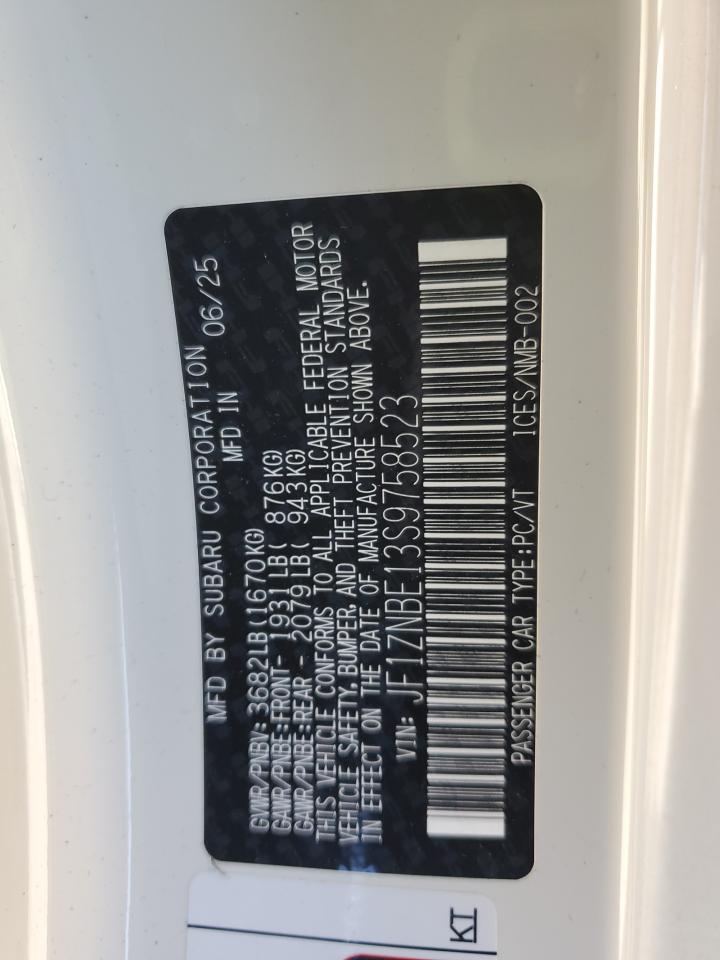 MFD BY SUBARU CORPORATION
MFD IN 06/25
GVWR/PNBV: 3682LB(1670KG)
GAWR/PNBE:FRONT- 1931LB( 876KG)
GAWR/PNBE:REAR - 2079LB( 943KG)
THIS VEHICLE CONFORMS TO ALL APPLICABLE FEDERAL MOTOR
VEHICLE SAFETY,BUMPER,AND THEFT PREVENTION STANDARDS
IN EFFECT ON THE DATE OF MANUFACTURE SHOWN ABOVE.
VIN: JF1ZNBE13S9758523
PASSENGER CAR TYPE:PC/VT ICES/NMB-002
KT